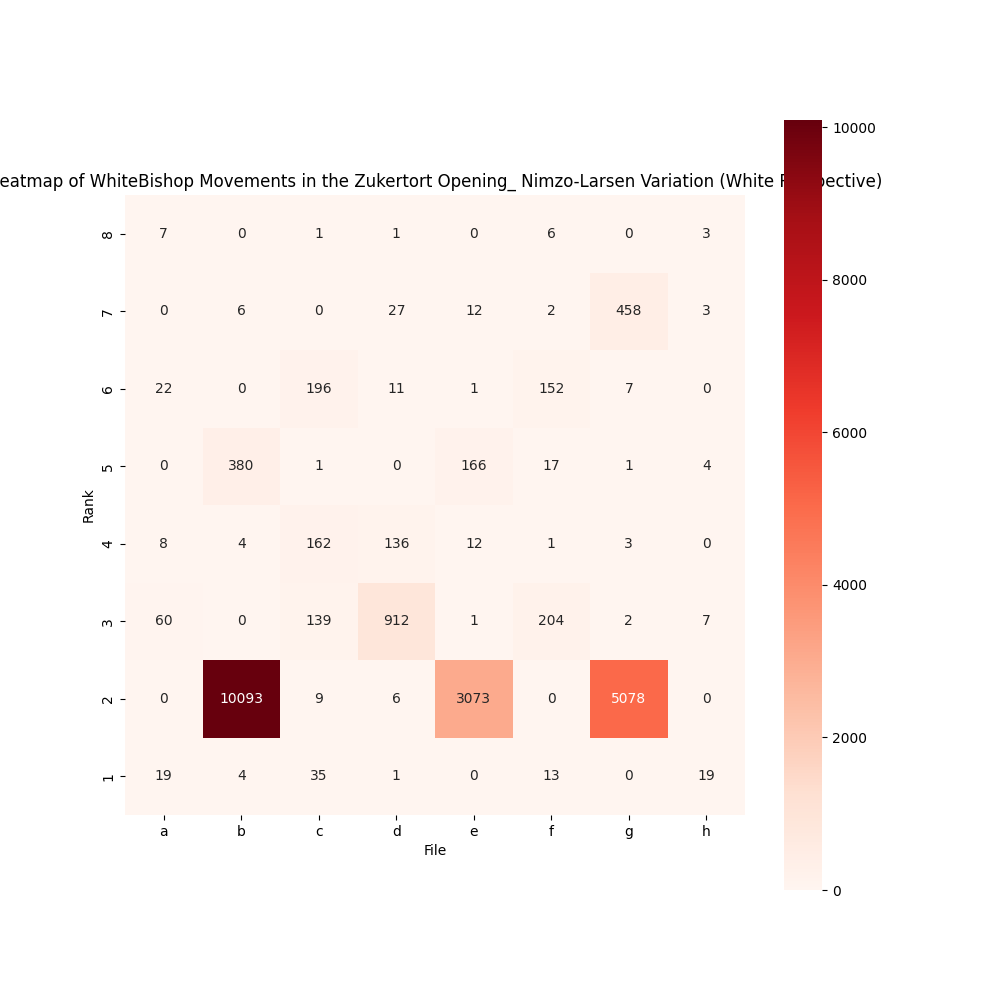 eatmap of WhiteBishop Movements in the Zukertort Opening_ Nimzo-Larsen Variation (White pective)
10000
8 7 0 1 1 0 6 0 3
8000
7 0 6 0 27 12 2 458 3
6 22 0 196 11 1 152 7 0
6000
5 0 380 1 0 166 17 1 4
Rank
4 8 4 162 136 12 1 3 0
4000
3 60 0 139 912 1 204 2 7
2 0 10093 9 6 3073 0 5078 0
2000
1 19 4 35 1 0 13 0 19
a b c d e f g h
File
0